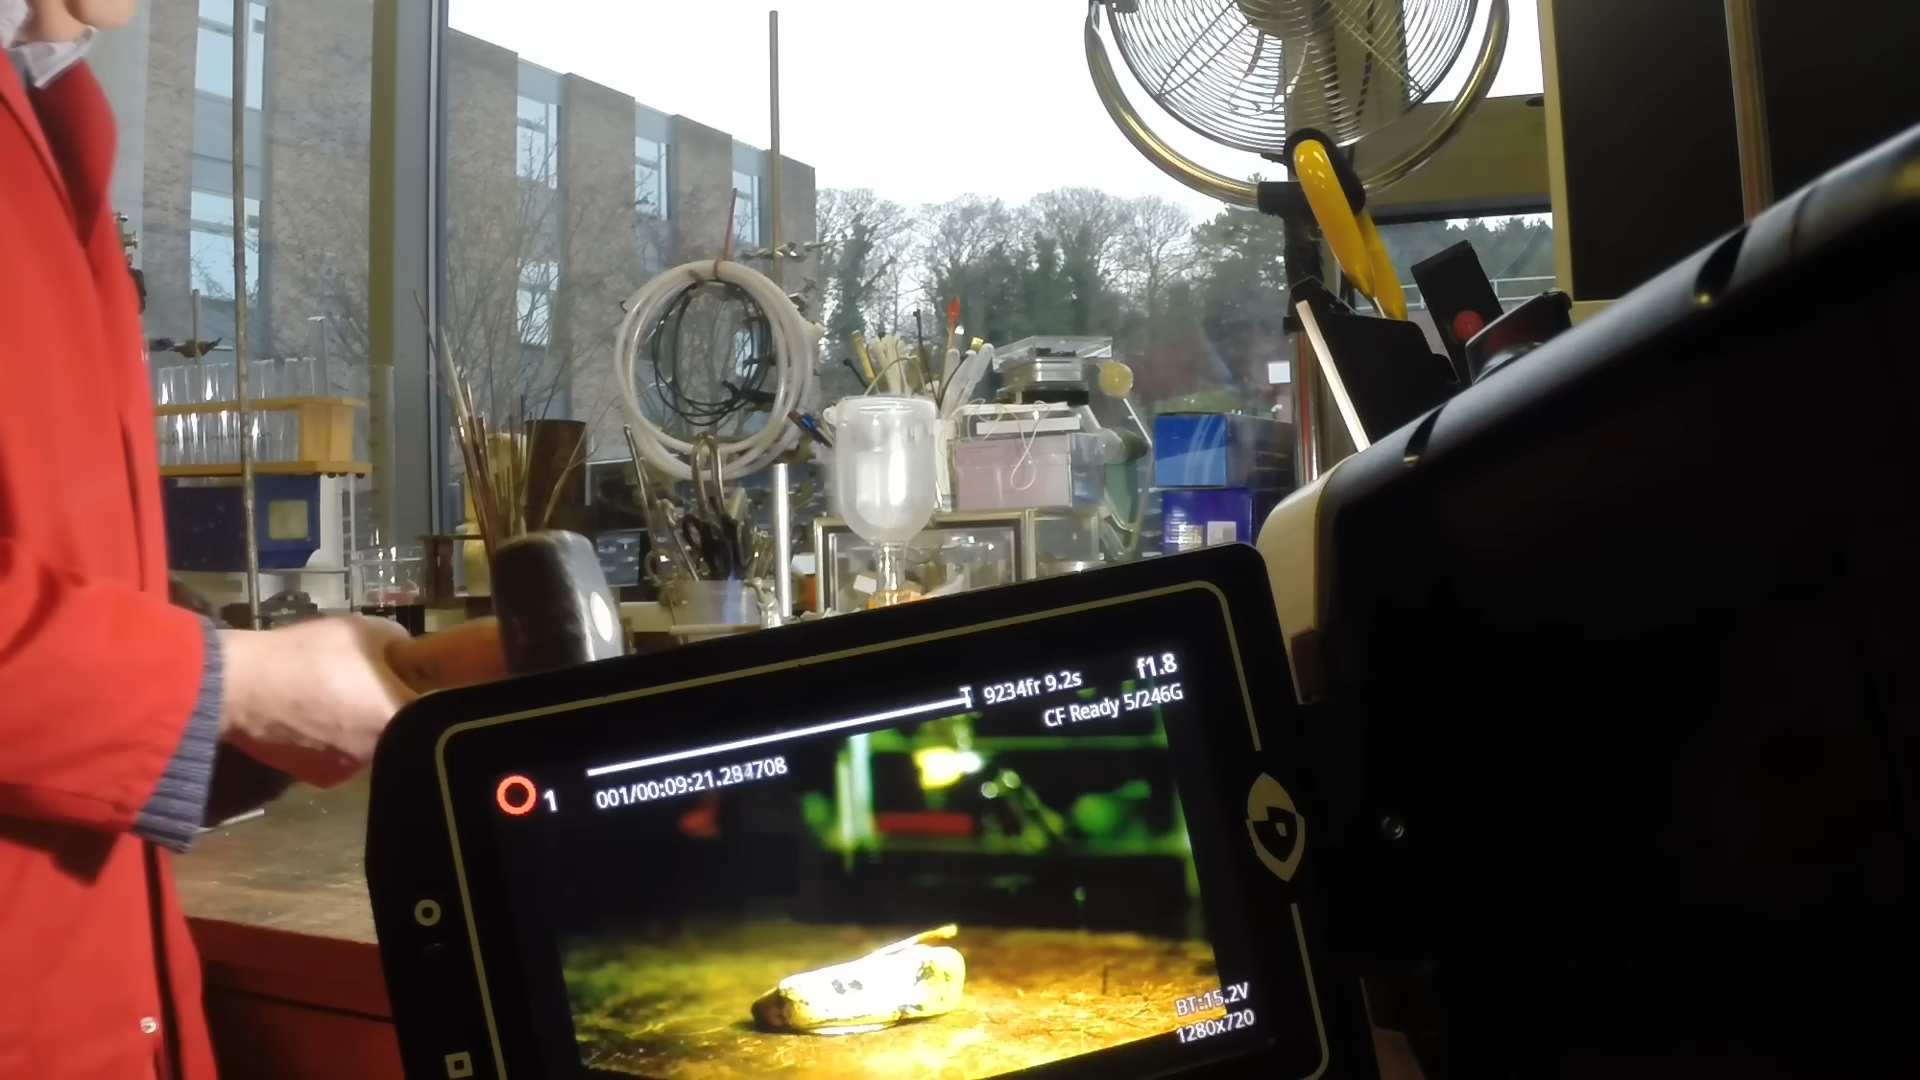 f1.8
9234fr 9.2s
CF Ready 5/246G
1
001/00:09:21.284708
BT:15.2V
1280x720